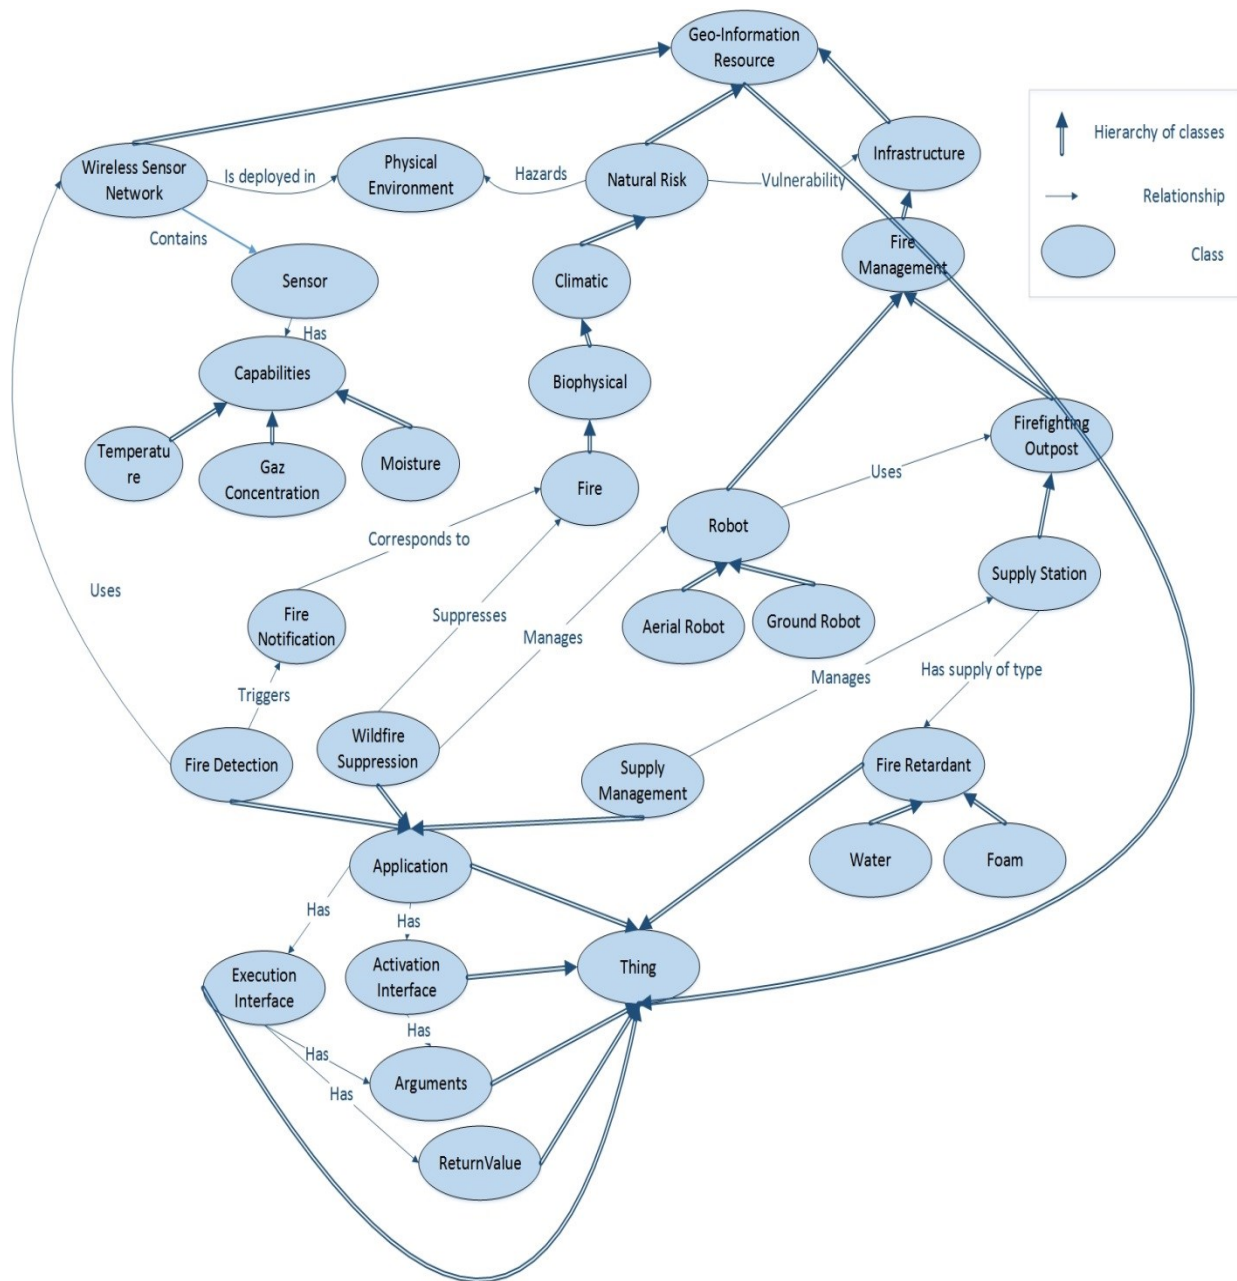 Geo-Information
Resource
Hierarchy of classes
Relationship
Class
Wireless Sensor
Network
Is deployed in
Physical
Environment
Hazards
Natural Risk
Vulnerability
Infrastructure
Contains
Sensor
Climatic
Fire
Management
Has
Capabilities
Biophysical
Temperatu
re
Gaz
Concentration
Moisture
Fire
Firefighting
Outpost
Uses
Robot
Corresponds to
Supply Station
Uses
Fire
Notification
Suppresses
Manages
Aerial Robot
Ground Robot
Manages
Has supply of type
Triggers
Fire Detection
Wildfire
Suppression
Supply
Management
Fire Retardant
Water
Foam
Application
Has
Has
Execution
Interface
Activation
Interface
Thing
Has
Has
Has
Arguments
ReturnValue